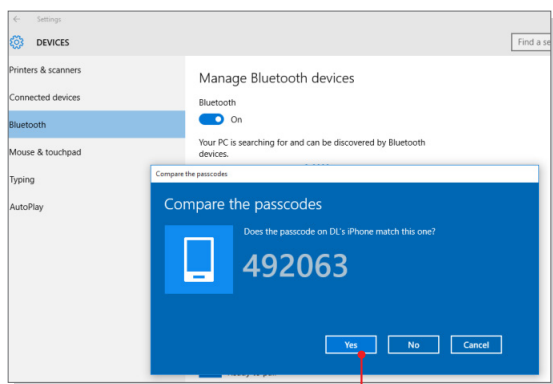 Settings
DEVICES
Find a se
Printers & scanners
Connected devices
Bluetooth
Mouse & touchpad
Typing
AutoPlay
Manage Bluetooth devices
Bluetooth
On
Your PC is searching for and can be discovered by Bluetooth
devices.
Compare the passcodes
Compare the passcodes
Does the passcode on DL's iPhone match this one?
492063
Yes
No
Cancel